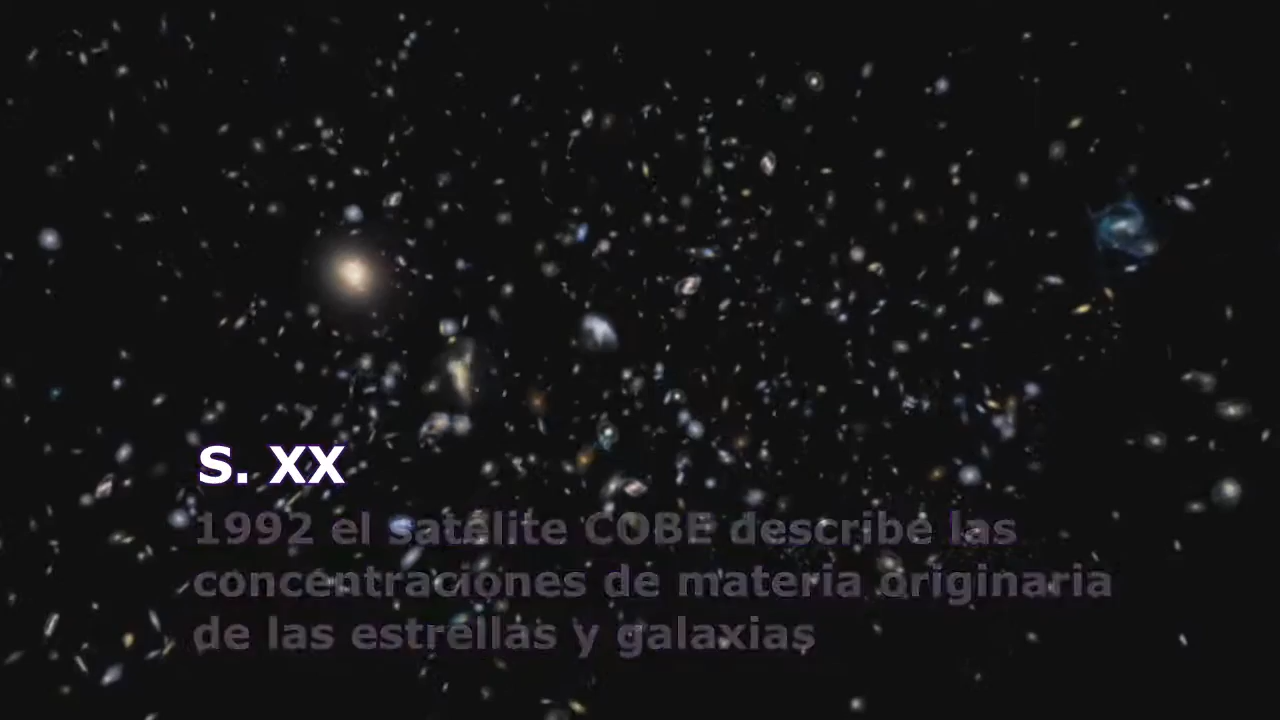 S. XX
1992 el satélite COBE describe las
concentraciones de materia originaria
de las estrellas y galaxias